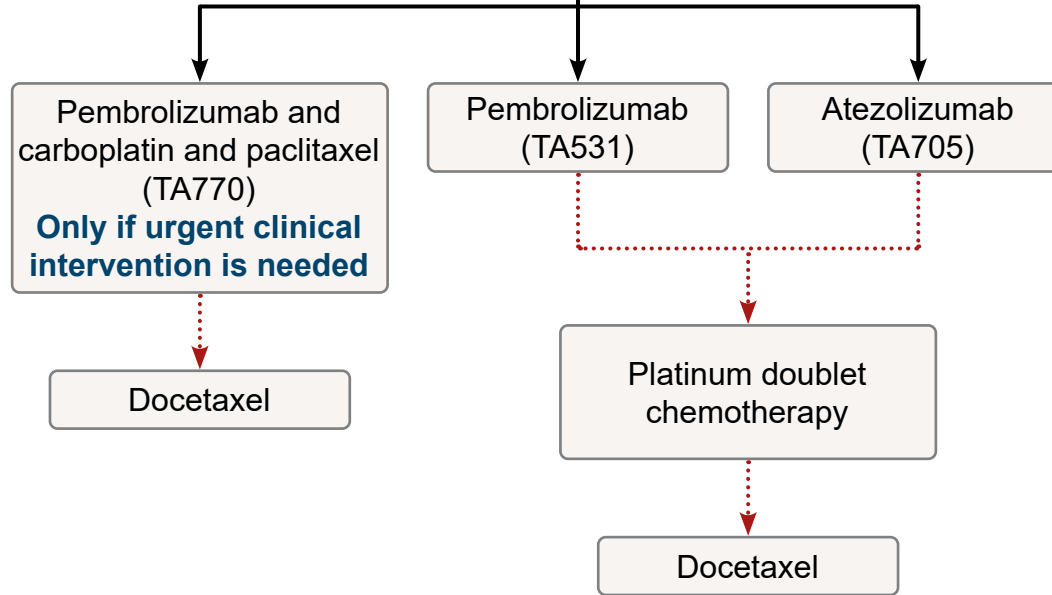 Pembrolizumab and
carboplatin and paclitaxel
(TA770)
Only if urgent clinical
intervention is needed
Pembrolizumab
(TA531)
Atezolizumab
(TA705)
Docetaxel
Platinum doublet
chemotherapy
Docetaxel